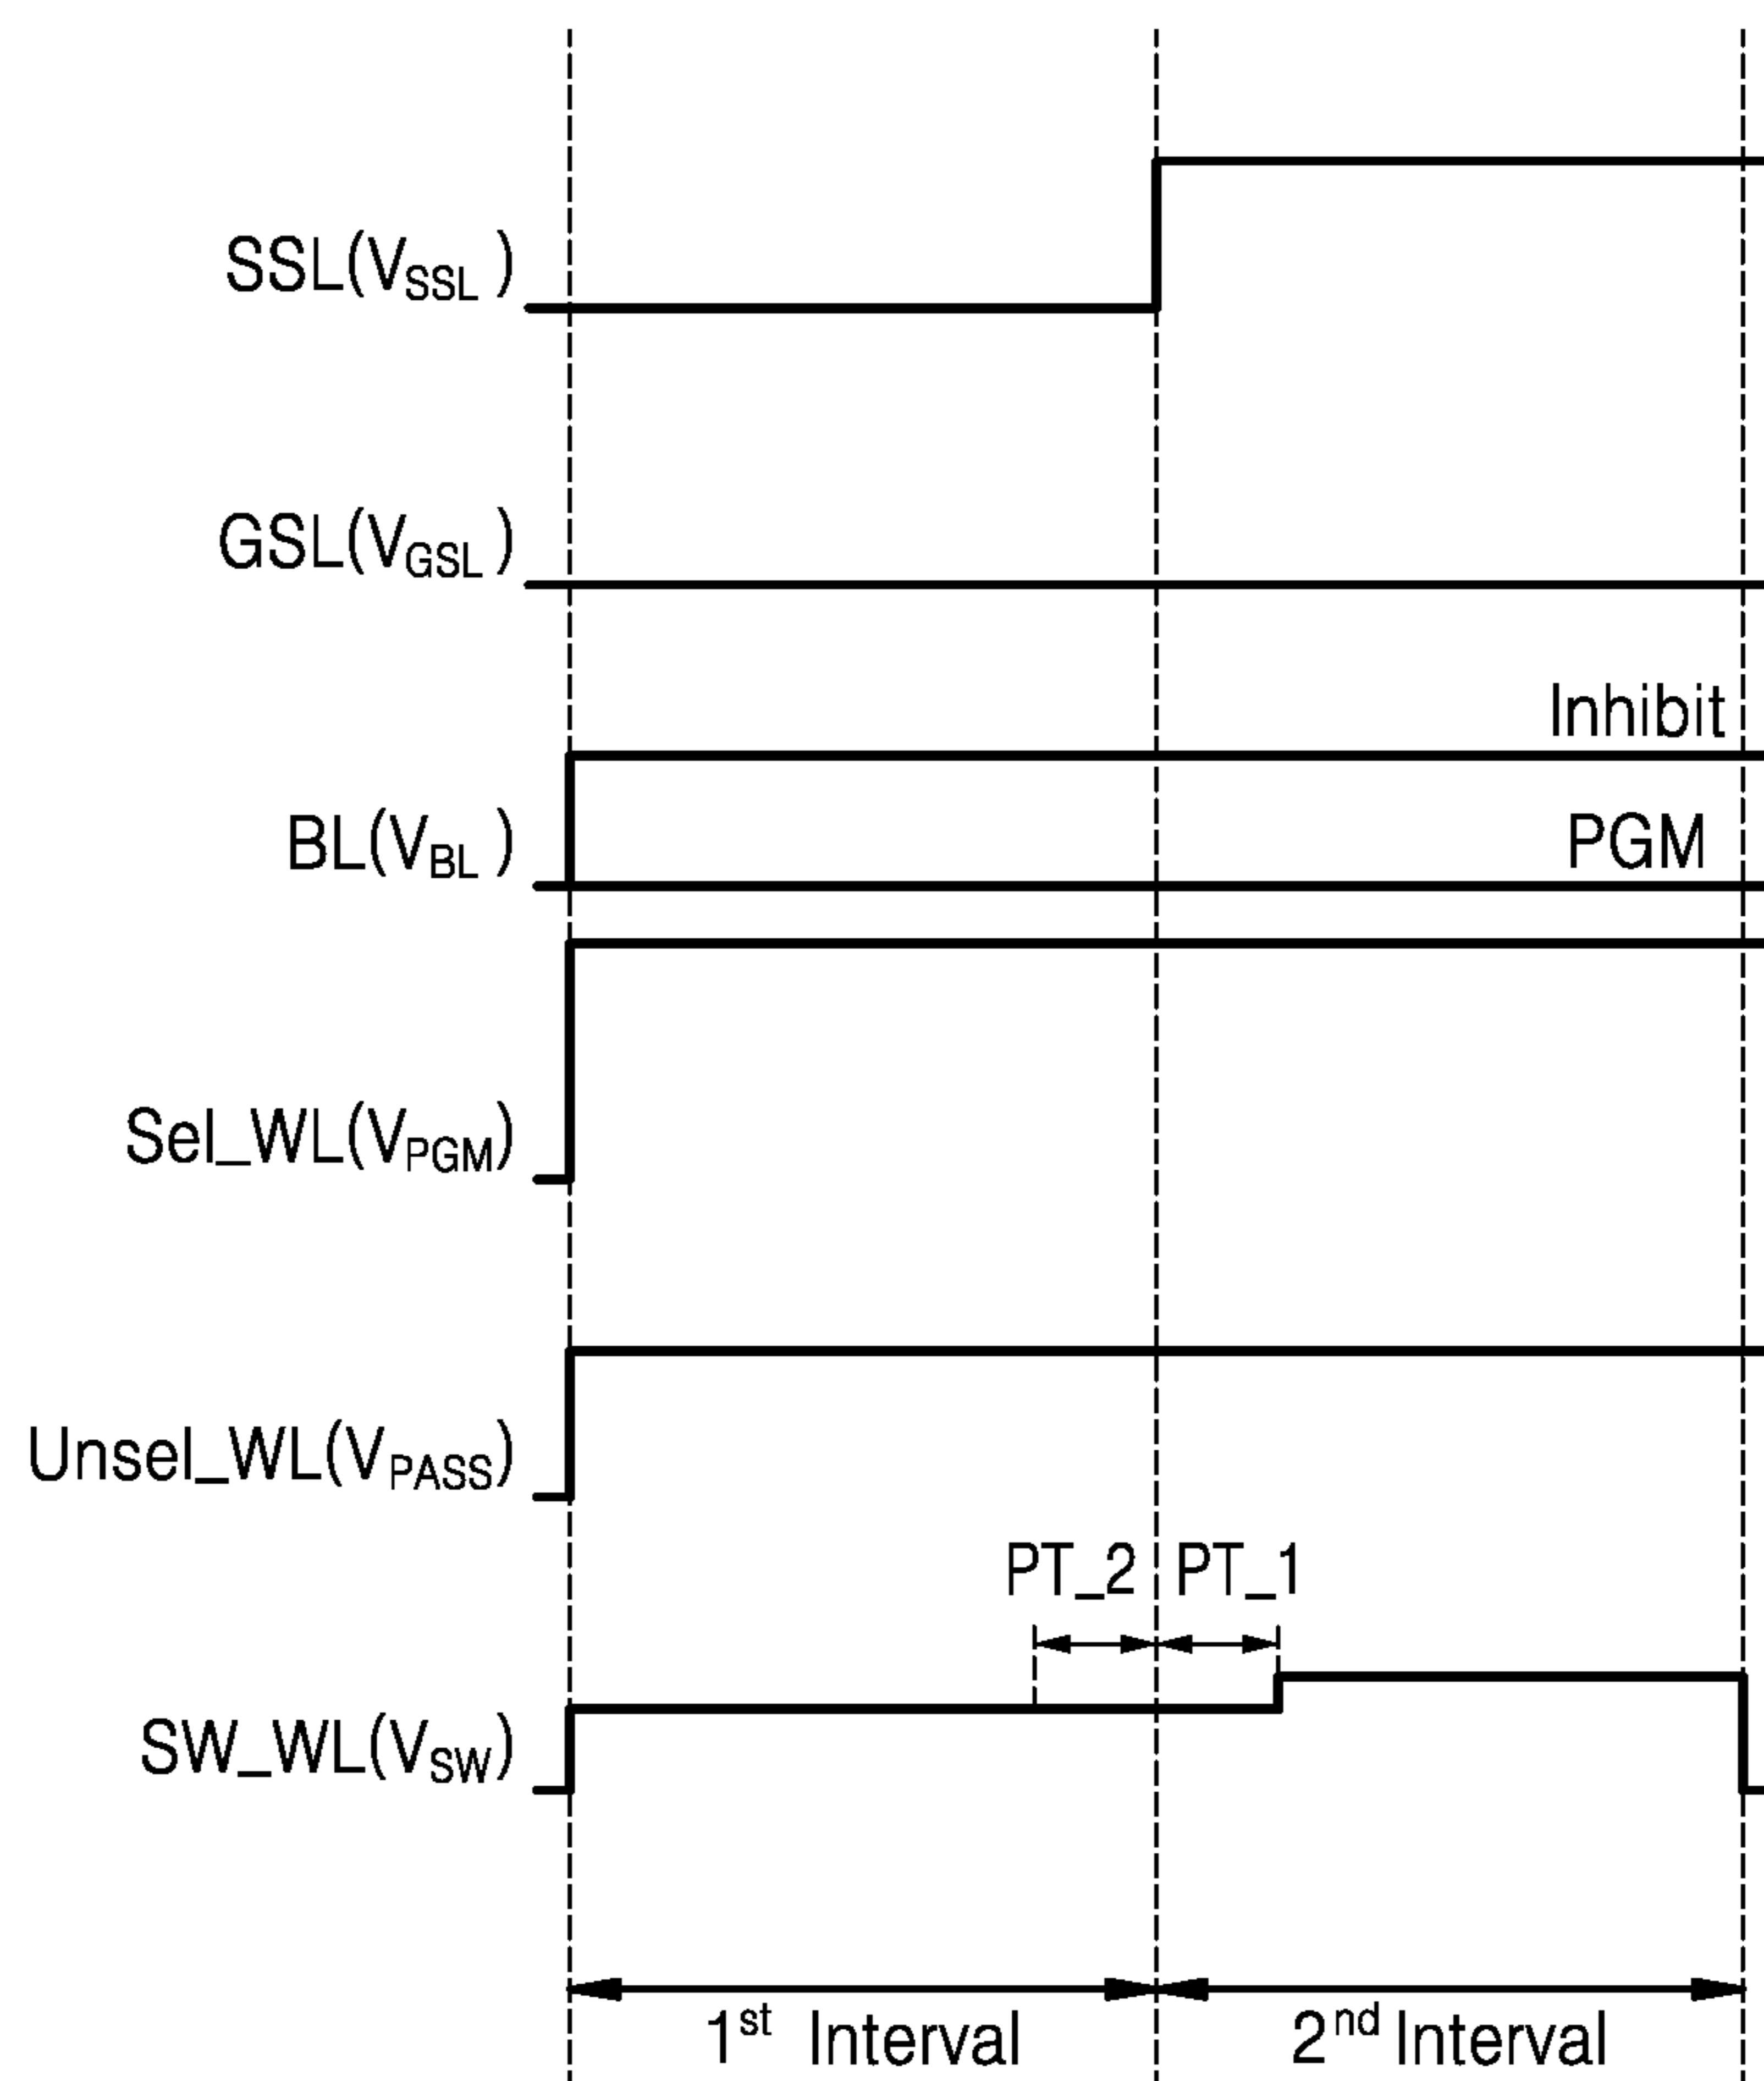 SSL(VSSL )
GSL(VGSL )
Inhibit
BL(VBL )
PGM
Sel_WL(VPGM)
Unsel_WL(VPASS)
PT_2 PT_1
SW_WL(VSW)
1st Interval 2nd Interval